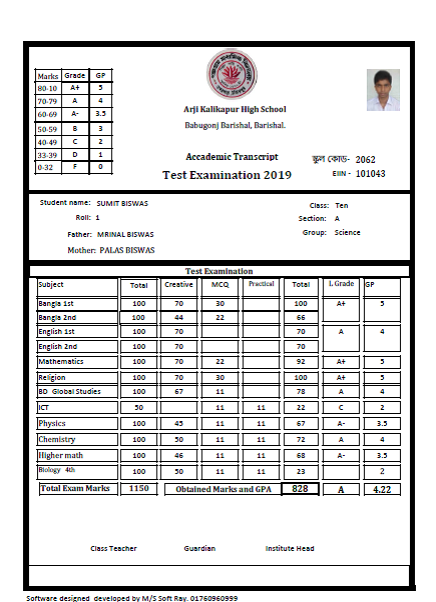 Marks Grade GP
80-10 A+ 5
70-79 A 4
60-69 A- 3.5
50-59 B 3
40-49 C 2
33-39 D 1
0-32 F 0
Arji Kalikapur High School
Babugonj Barishal, Barishal.
Accademic Transcript
Test Examination 2019
স্কুল কোড- 2062
EIIN - 101043
Student name: SUMIT BISWAS
Class: Ten
Roll: 1
Section: A
Father: MRINAL BISWAS
Group: Science
Mother: PALAS BISWAS
Test Examination
Subject Total Creative MCQ Practical Total L Grade GP
Bangla 1st 100 70 30 100 A+ 5
Bangla 2nd 100 44 22 66
English 1st 100 70 70 A 4
English 2nd 100 70 70
Mathematics 100 70 22 92 A+ 5
Religion 100 70 30 100 A+ 5
BD Global Studies 100 67 11 78 A 4
ICT 50 11 11 22 C 2
Physics 100 45 11 11 67 A- 3.5
Chemistry 100 50 11 11 72 A 4
Higher math 100 46 11 11 68 A- 3.5
Biology 4th 100 50 11 11 23 2
Total Exam Marks 1150 Obtained Marks and GPA 828 A 4.22
Class Teacher Guardian Institute Head
Software designed developed by M/S Soft Ray. 01760960999